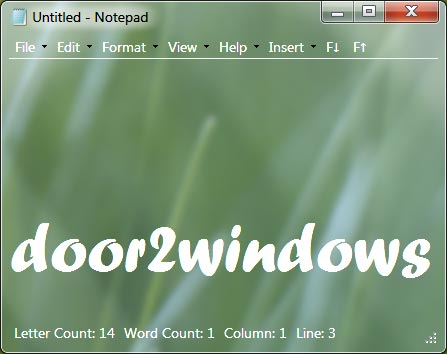 Untitled - Notepad
File Edit Format View Help Insert F↓ F↑
door2windows
Letter Count: 14 Word Count: 1 Column: 1 Line: 3